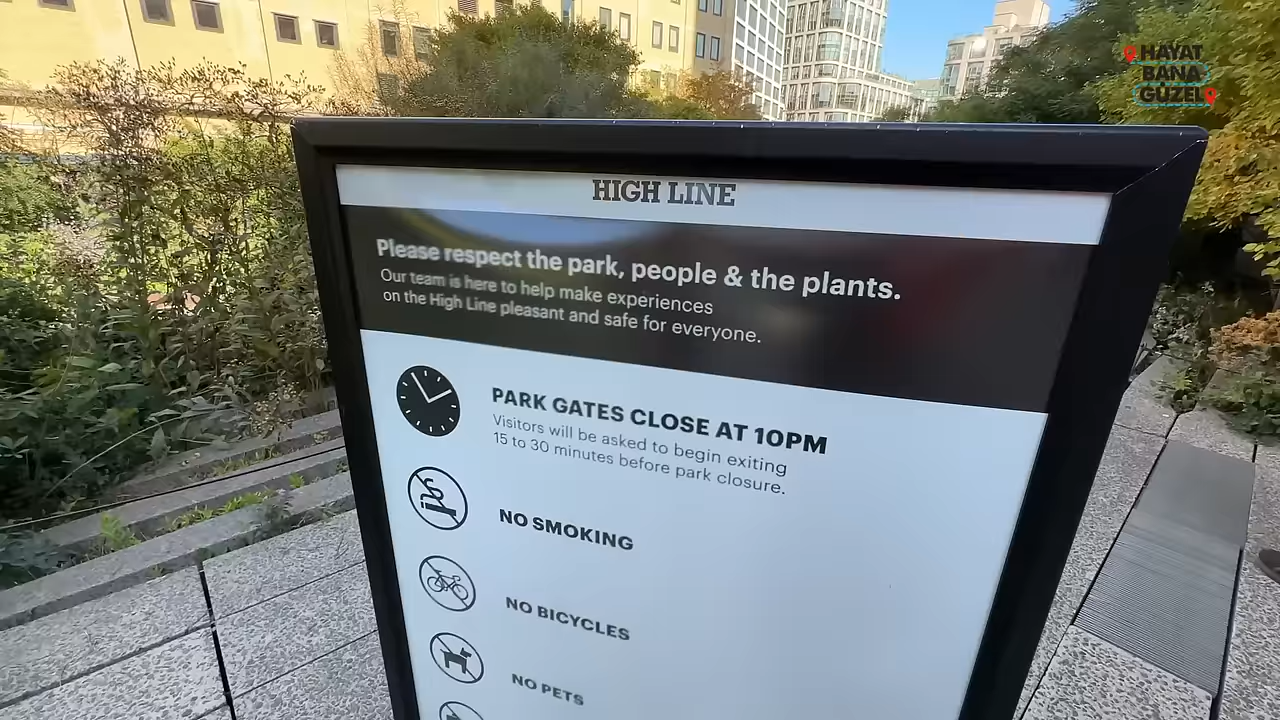 HAYAT
BANA
GUZEL
HIGH LINE
Please respect the park, people & the plants.
Our team is here to help make experiences
on the High Line pleasant and safe for everyone.
PARK GATES CLOSE AT 10PM
Visitors will be asked to begin exiting
15 to 30 minutes before park closure.
NO SMOKING
NO BICYCLES
NO PETS